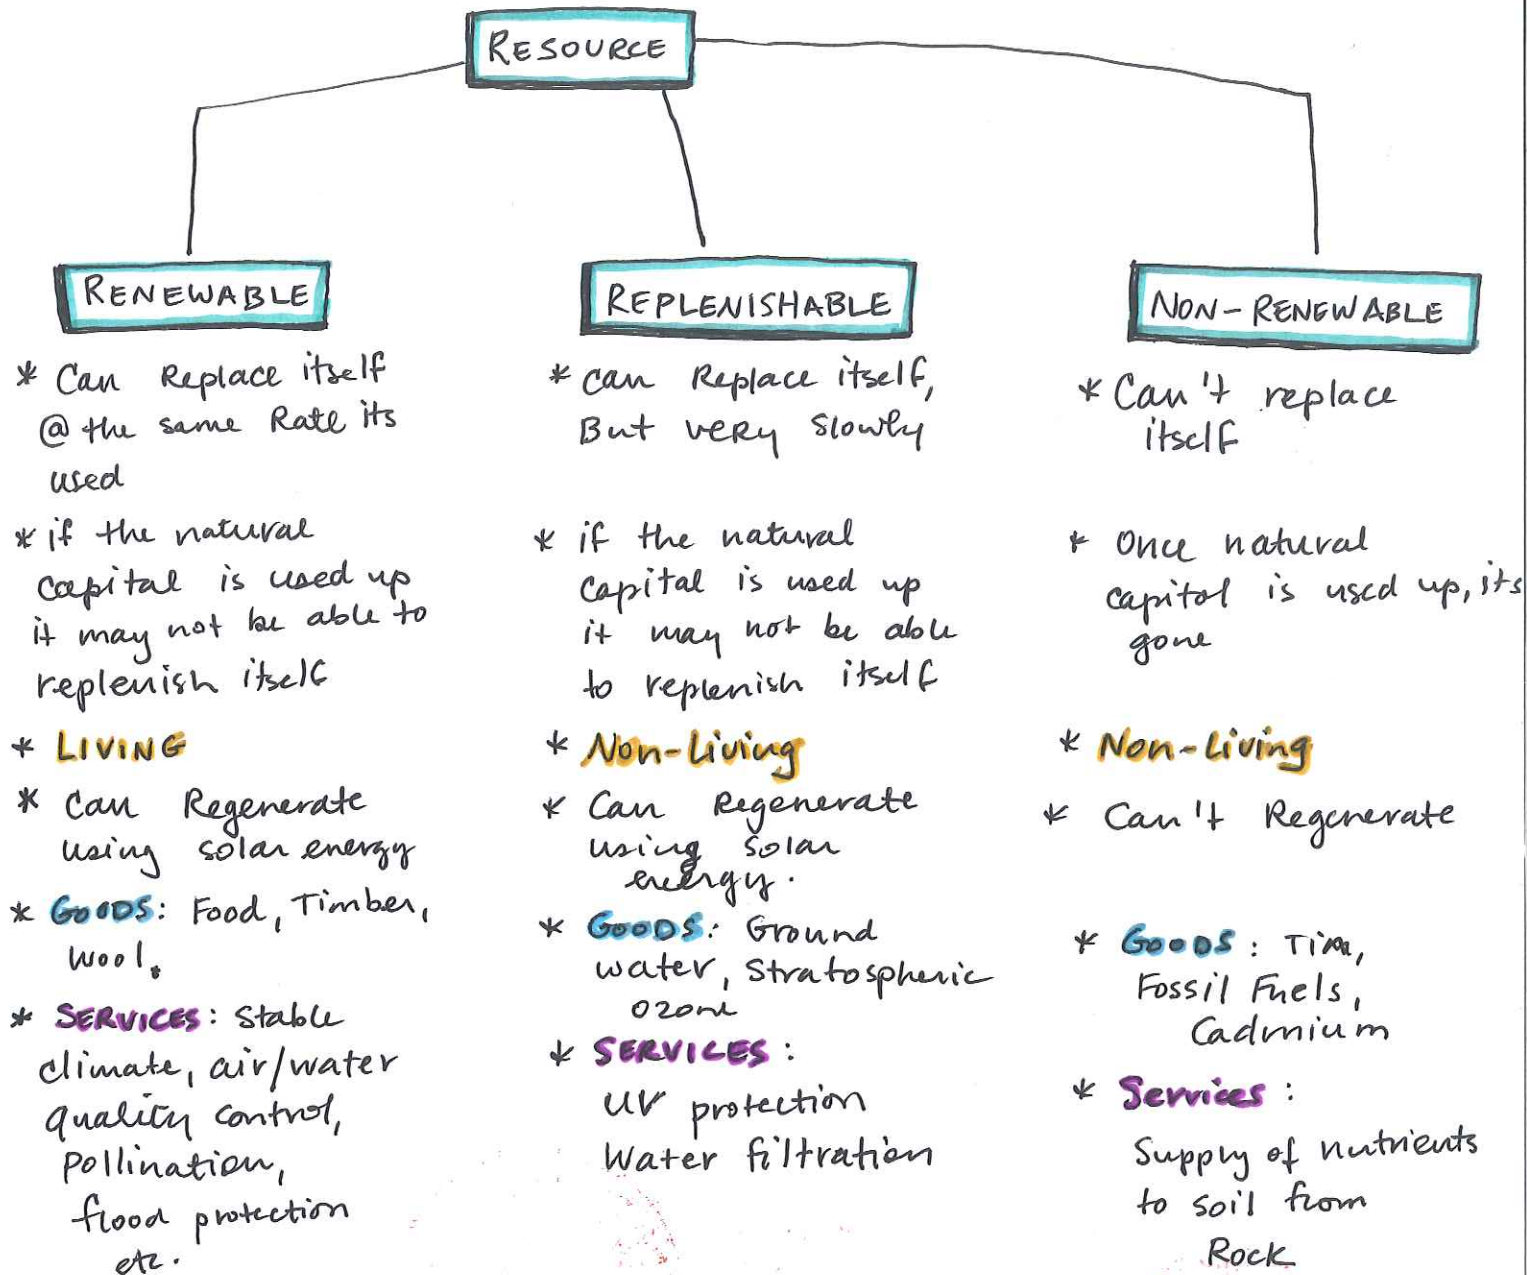 RESOURCE
RENEWABLE
* Can Replace itself
@ the same Rate its
used
* if the natural
capital is used up
it may not be able to
replenish itself
* LIVING
* Can Regenerate
using solar energy
* GOODS: Food, Timber,
wool.
* SERVICES: Stable
climate, air/water
quality control,
pollination,
flood protection
etc.
REPLENISHABLE
* can Replace itself,
But very slowly
* if the natural
capital is used up
it may not be able
to replenish itself
* Non-Living
* Can Regenerate
using solar
energy.
* GOODS: Ground
water, Stratospheric
ozone
* SERVICES:
UV protection
Water filtration
NON-RENEWABLE
* Can't replace
itself
* Once natural
capitol is used up, its
gone
* Non-Living
* Can't Regenerate
* GOODS:
Fossil Fuels,
Cadmium
* Services:
Supply of nutrients
to soil from
Rock